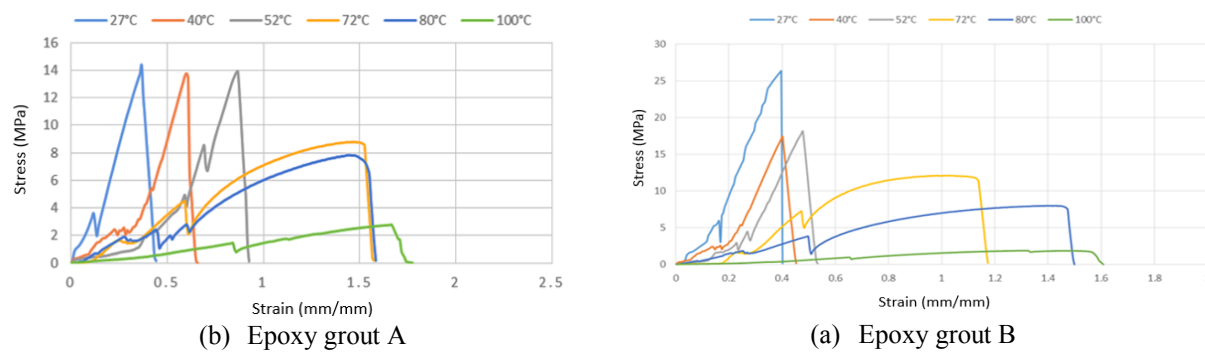 27°C 40°C 52°C 72°C 80°C 100°C
16
14
12
10
8
6
4
2
0
Stress (MPa)
0 0.5 1 1.5 2 2.5
Strain (mm/mm)
(b) Epoxy grout A
27°C 40°C 52°C 72°C 80°C 100°C
30
25
20
15
10
5
0
Stress (MPa)
0 0.2 0.4 0.6 0.8 1 1.2 1.4 1.6 1.8
Strain (mm/mm)
(a) Epoxy grout B